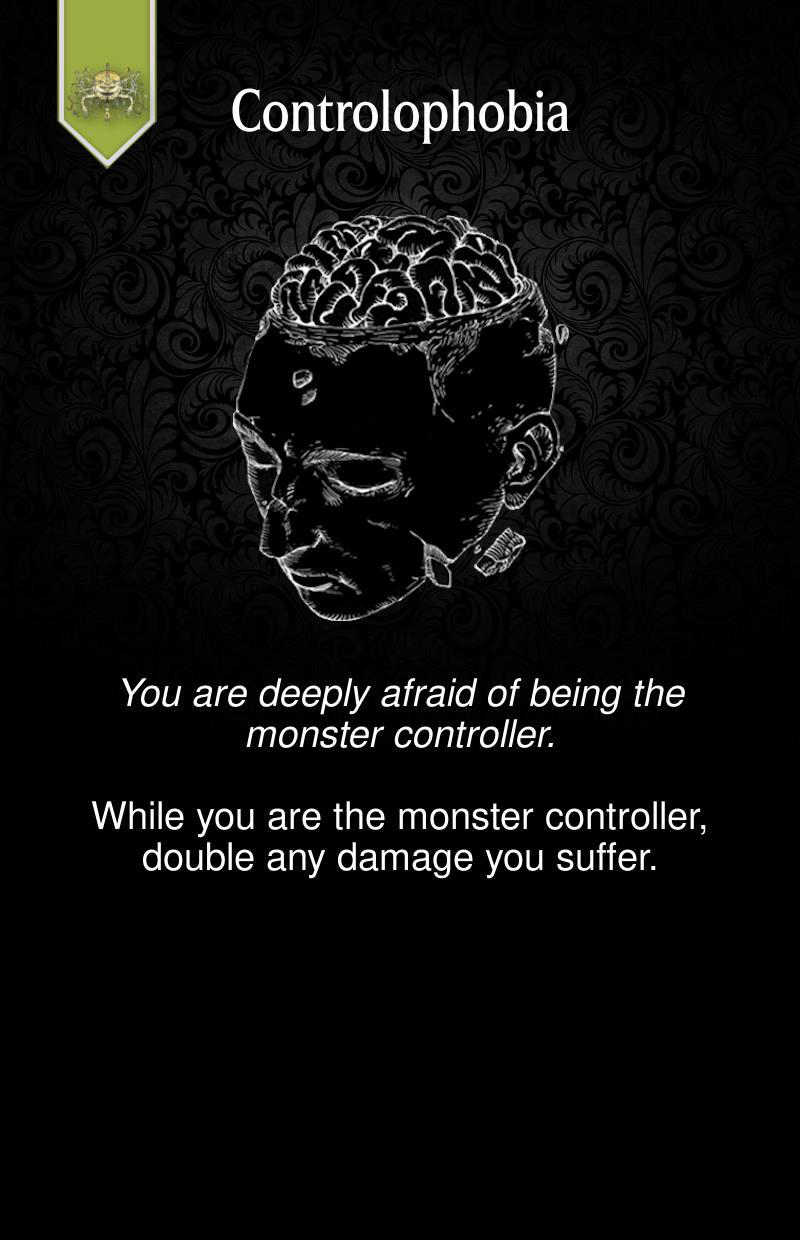 Controlophobia
You are deeply afraid of being the
monster controller.
While you are the monster controller,
double any damage you suffer.